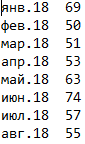 янв.18 69
фев.18 50
мар.18 51
апр.18 53
май.18 63
июн.18 74
июл.18 57
авг.18 55